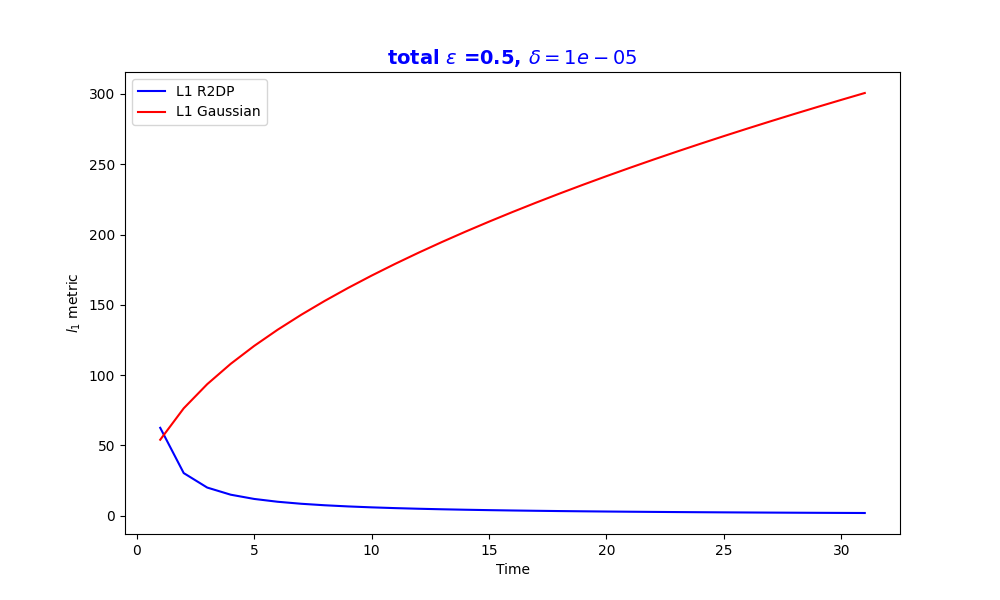 total ε =0.5, δ = 1e − 05
L1 R2DP
L1 Gaussian
300
250
200
150
100
50
0
l₁ metric
0 5 10 15 20 25 30
Time